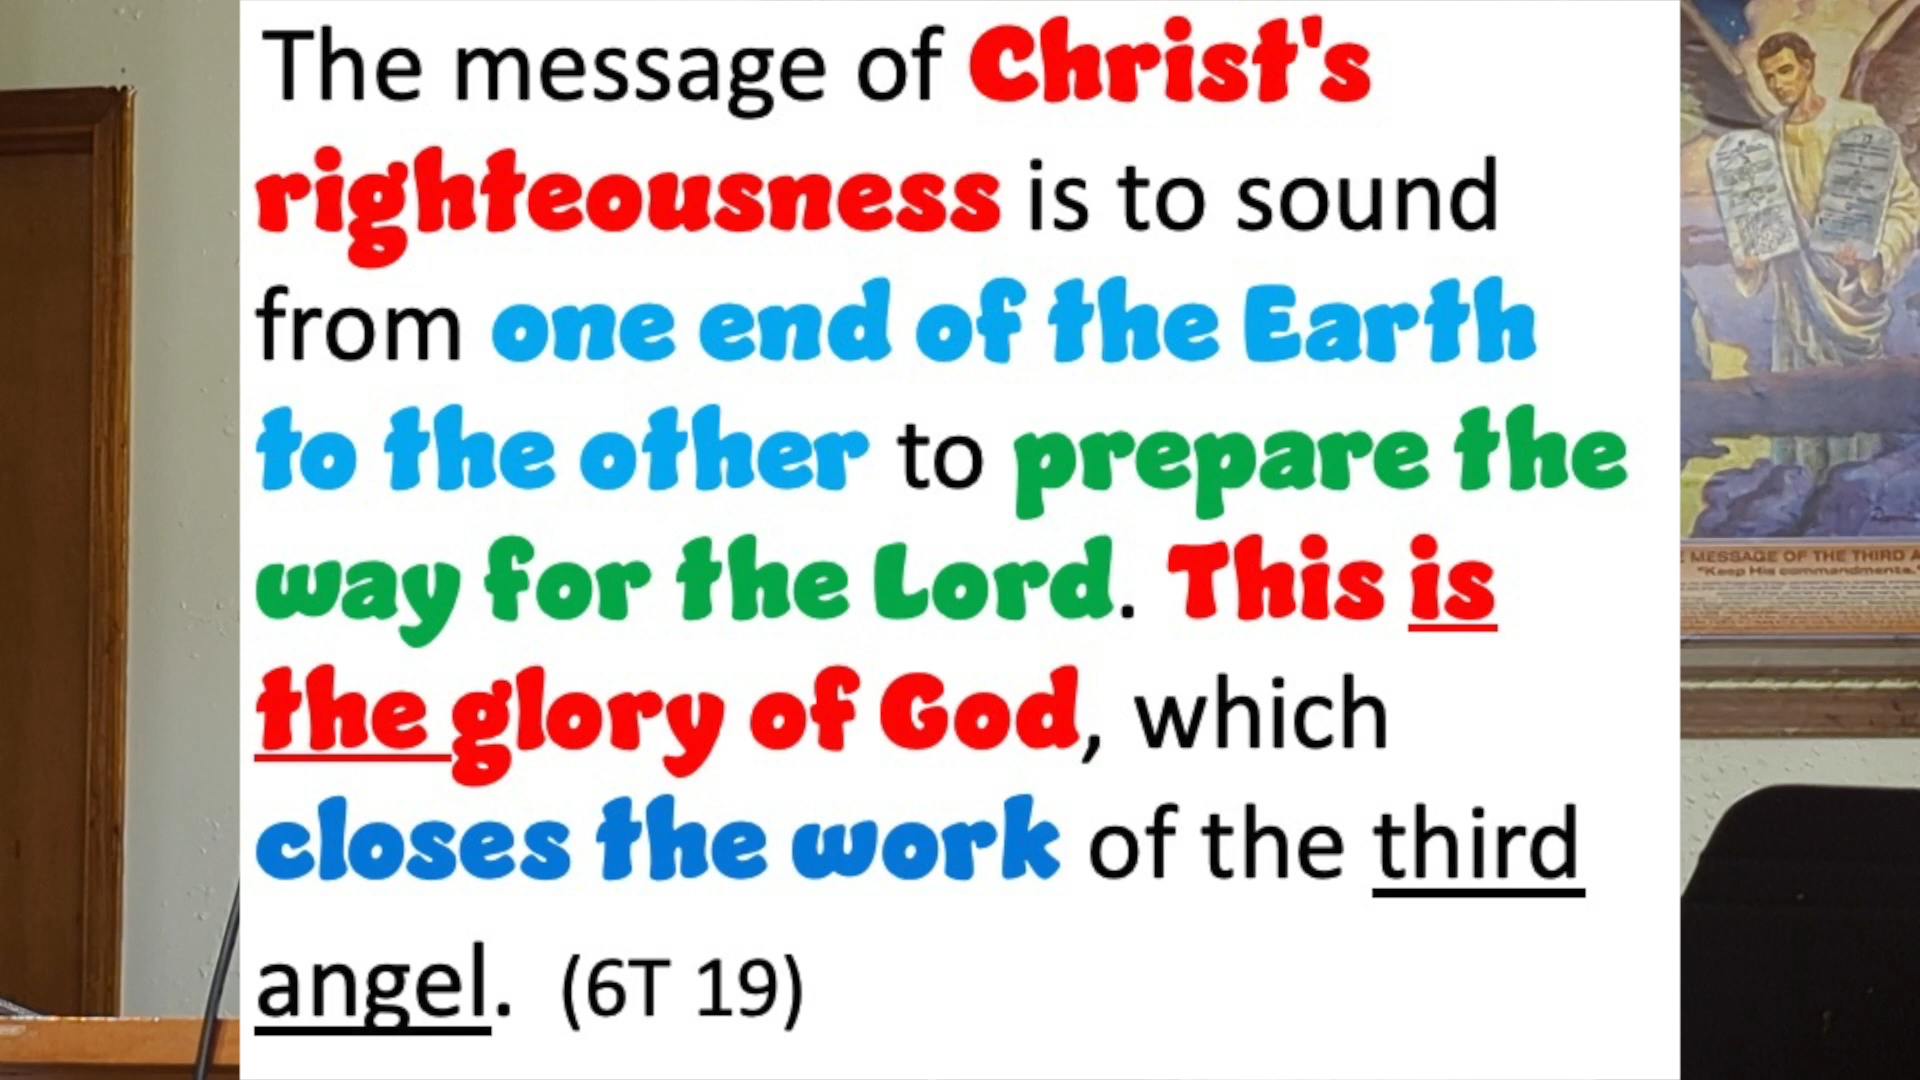 The message of Christ's
righteousness is to sound
from one end of the Earth
to the other to prepare the
way for the Lord. This is
the glory of God, which
closes the work of the third
angel. (6T 19)
MESSAGE OF THE THIRD A
"Keep His commandments."